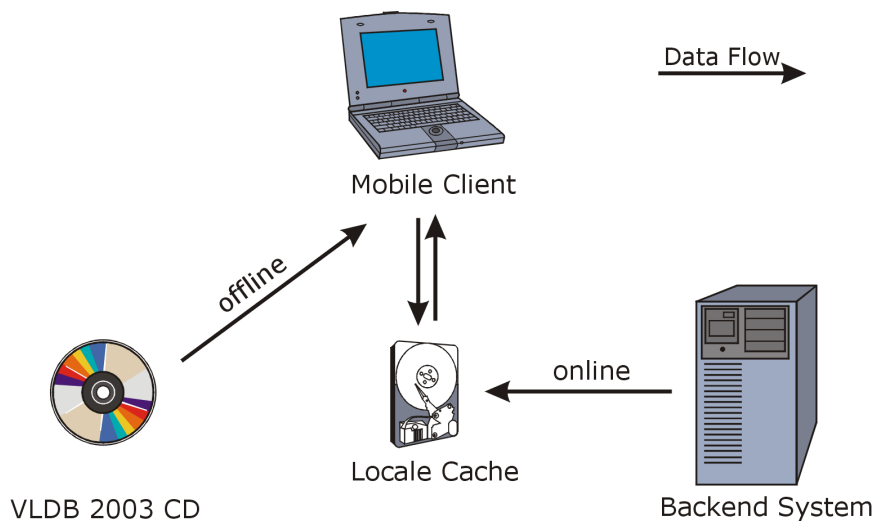 Data Flow
Mobile Client
offline
online
Locale Cache
VLDB 2003 CD
Backend System